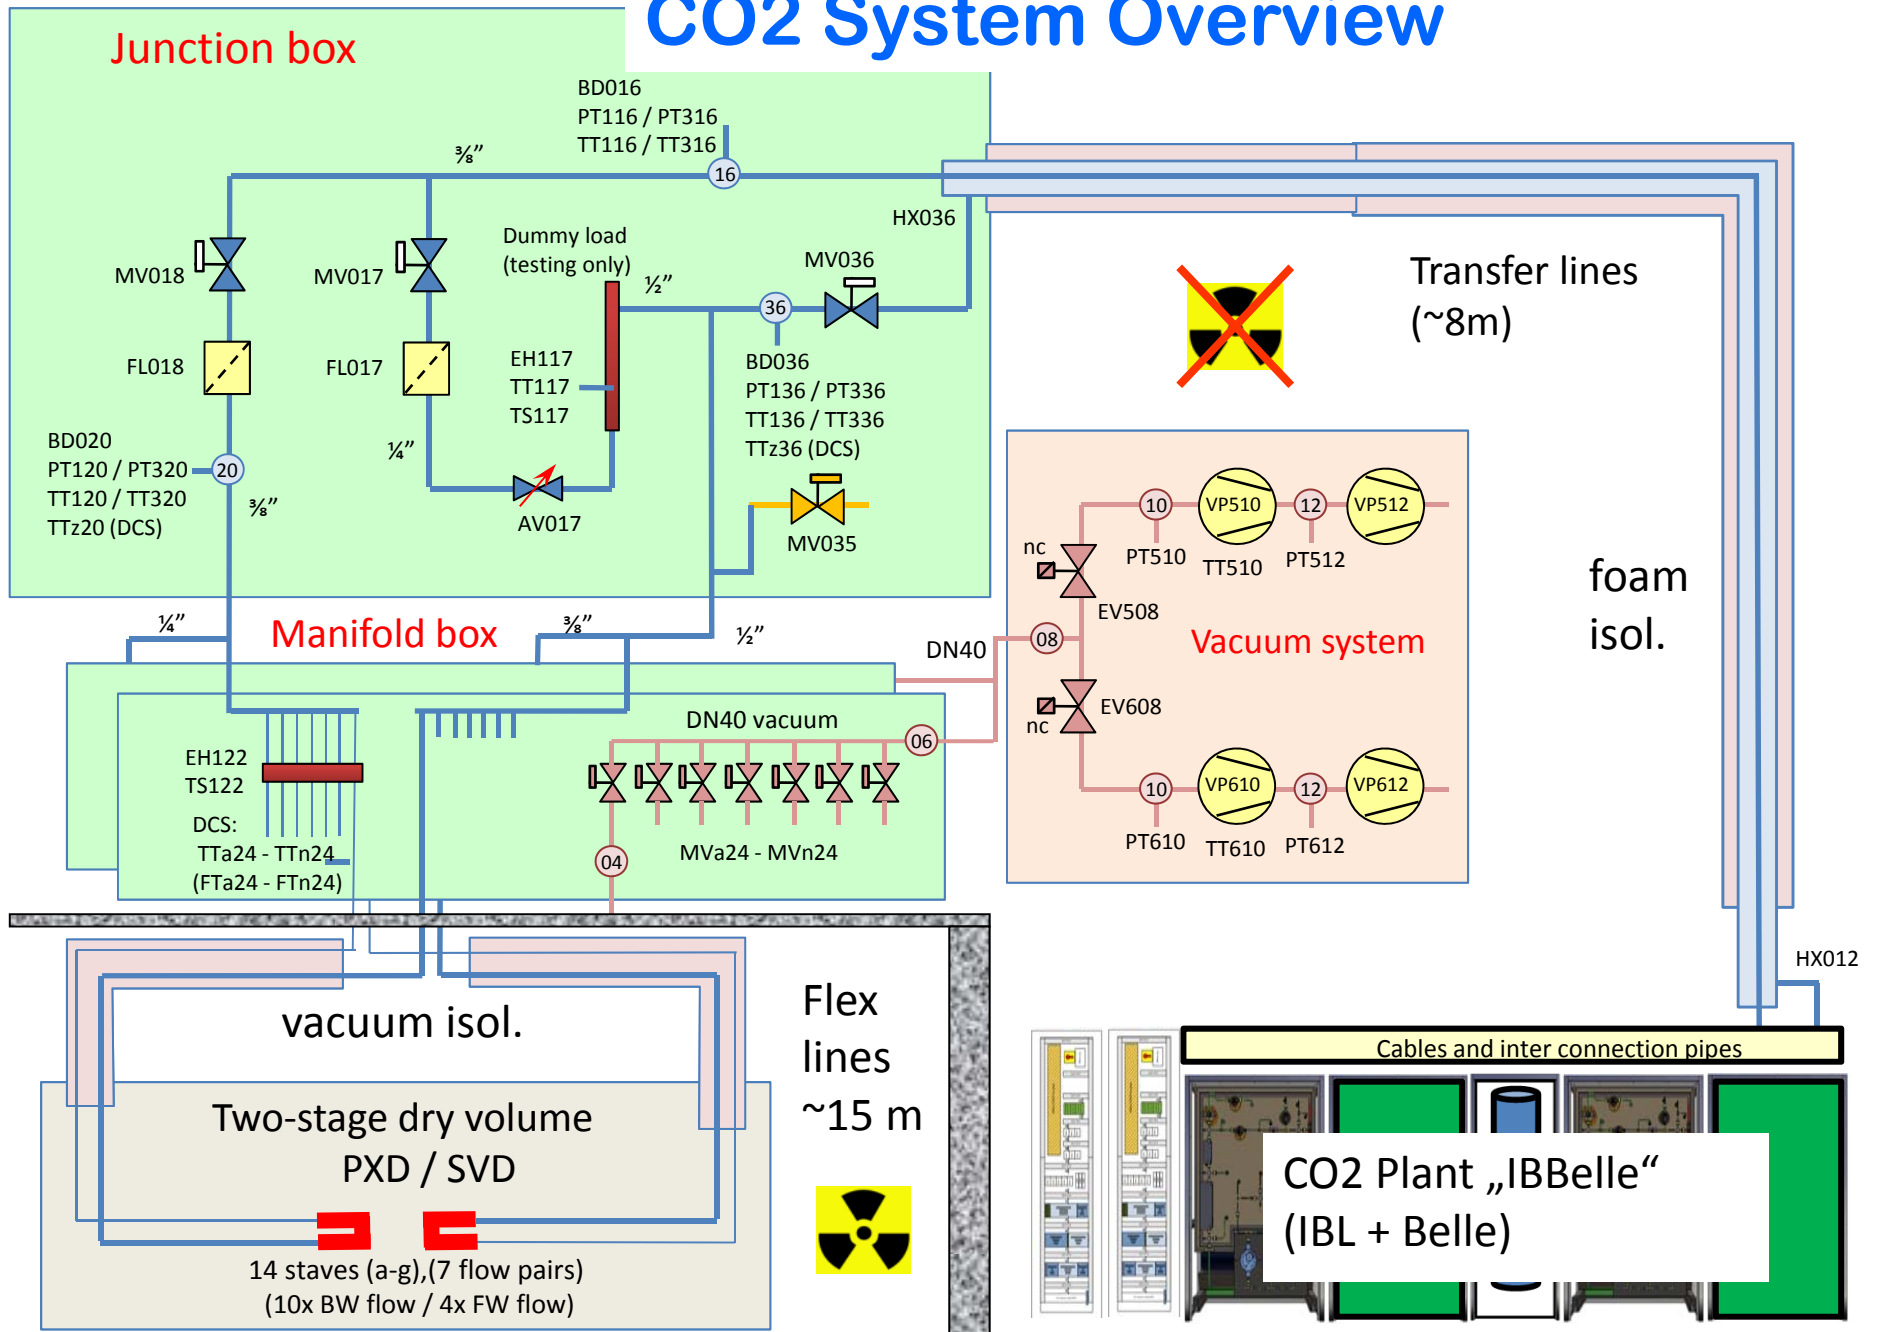 CO2 System Overview
Junction box
BD016
PT116 / PT316
TT116 / TT316
⅜”
16
HX036
Dummy load
(testing only)
MV036
MV018
MV017
½”
36
Transfer lines
(~8m)
FL018
FL017
EH117
TT117
TS117
BD036
PT136 / PT336
TT136 / TT336
TTz36 (DCS)
BD020
PT120 / PT320
TT120 / TT320
TTz20 (DCS)
20
⅜”
¼”
AV017
MV035
10
VP510
12
VP512
nc
PT510
TT510
PT512
EV508
foam
isol.
¼”
Manifold box
⅜”
½”
DN40
08
Vacuum system
EV608
nc
DN40 vacuum
06
EH122
TS122
10
VP610
12
VP612
PT610
TT610
PT612
DCS:
TTa24 - TTn24
(FTa24 - FTn24)
04
MVa24 - MVn24
HX012
vacuum isol.
Flex
lines
~15 m
Cables and inter connection pipes
Two-stage dry volume
PXD / SVD
CO2 Plant „IBBelle“
(IBL + Belle)
14 staves (a-g),(7 flow pairs)
(10x BW flow / 4x FW flow)